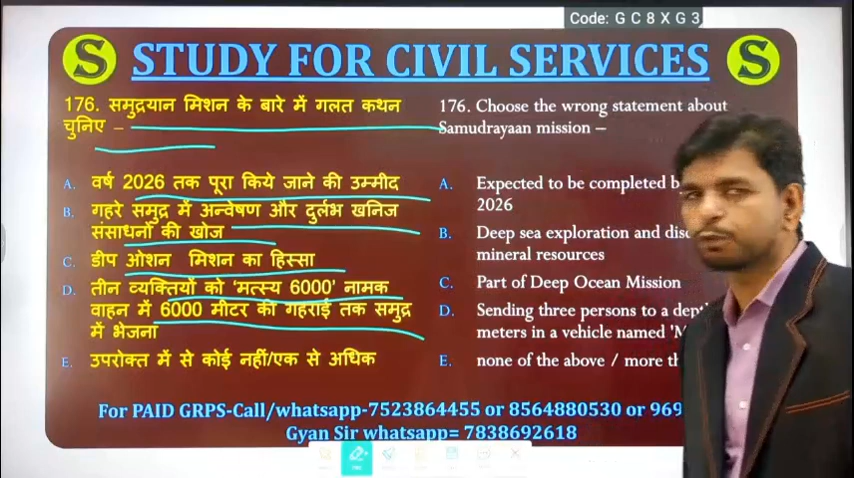 Code: G C 8 X G 3
S STUDY FOR CIVIL SERVICES S
176. समुद्रयान मिशन के बारे में गलत कथन
चुनिए –
A. वर्ष 2026 तक पूरा किये जाने की उम्मीद
B. गहरे समुद्र में अन्वेषण और दुर्लभ खनिज
संसाधनों की खोज
C. डीप ओशन मिशन का हिस्सा
D. तीन व्यक्तियों को ‘मत्स्य 6000’ नामक
वाहन में 6000 मीटर की गहराई तक समुद्र
में भेजना
E. उपरोक्त में से कोई नहीं/एक से अधिक
176. Choose the wrong statement about
Samudrayaan mission –
A. Expected to be completed
2026
B. Deep sea exploration and
mineral resources
C. Part of Deep Ocean Mission
D. Sending three persons to a
meters in a vehicle named
E. none of the above / more
For PAID GRPS-Call/whatsapp-7523864455 or 8564880530 or 969
Gyan Sir whatsapp= 7838692618